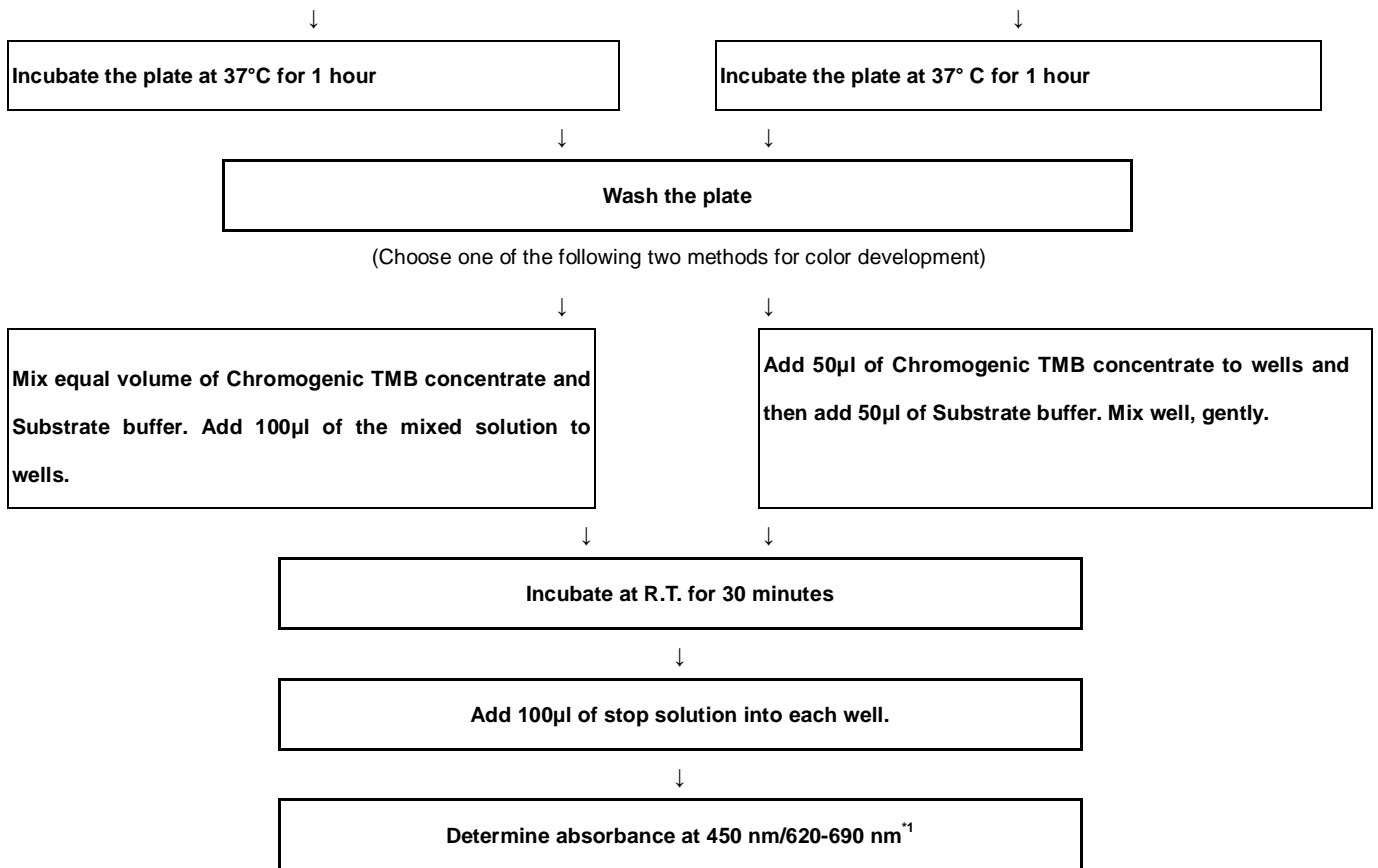 ↓ ↓
Incubate the plate at 37°C for 1 hour
Incubate the plate at 37° C for 1 hour
↓ ↓
Wash the plate
(Choose one of the following two methods for color development)
↓ ↓
Mix equal volume of Chromogenic TMB concentrate and
Substrate buffer. Add 100µl of the mixed solution to
wells.
Add 50µl of Chromogenic TMB concentrate to wells and
then add 50µl of Substrate buffer. Mix well, gently.
↓ ↓
Incubate at R.T. for 30 minutes
↓
Add 100µl of stop solution into each well.
↓
Determine absorbance at 450 nm/620-690 nm*1